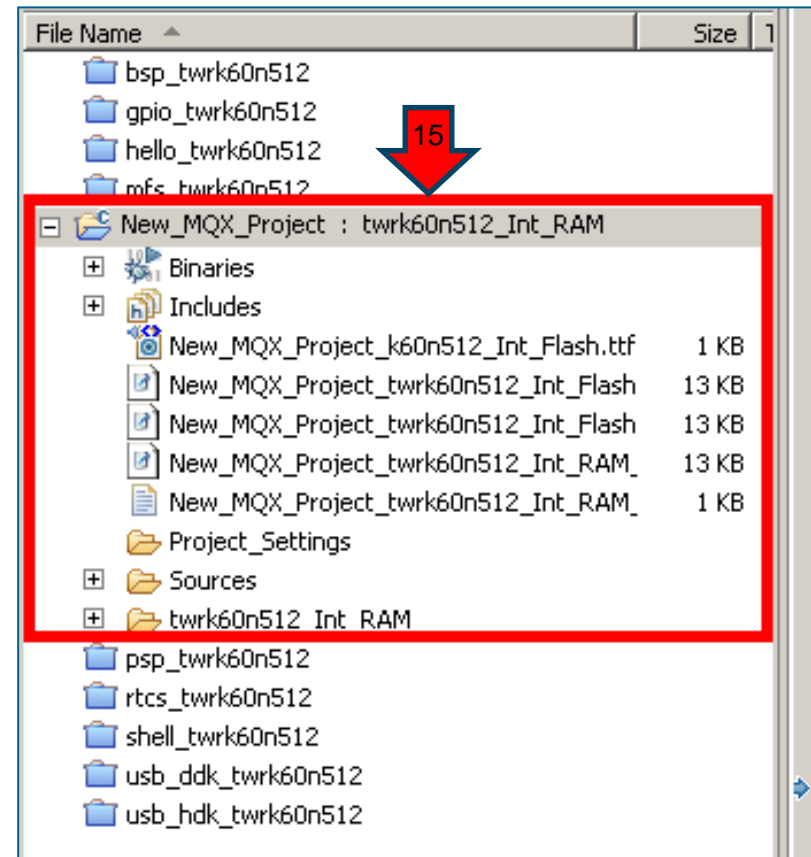 File Name Size
bsp_twrk60n512
gpio_twrk60n512
hello_twrk60n512
15
mfs_twrk60n512
New_MQX_Project : twrk60n512_Int_RAM
Binaries
Includes
New_MQX_Project_k60n512_Int_Flash.ttf 1 KB
New_MQX_Project_twrk60n512_Int_Flash 13 KB
New_MQX_Project_twrk60n512_Int_Flash 13 KB
New_MQX_Project_twrk60n512_Int_RAM_ 13 KB
New_MQX_Project_twrk60n512_Int_RAM_ 1 KB
Project_Settings
Sources
twrk60n512_Int_RAM
psp_twrk60n512
rtcs_twrk60n512
shell_twrk60n512
usb_ddk_twrk60n512
usb_hdk_twrk60n512